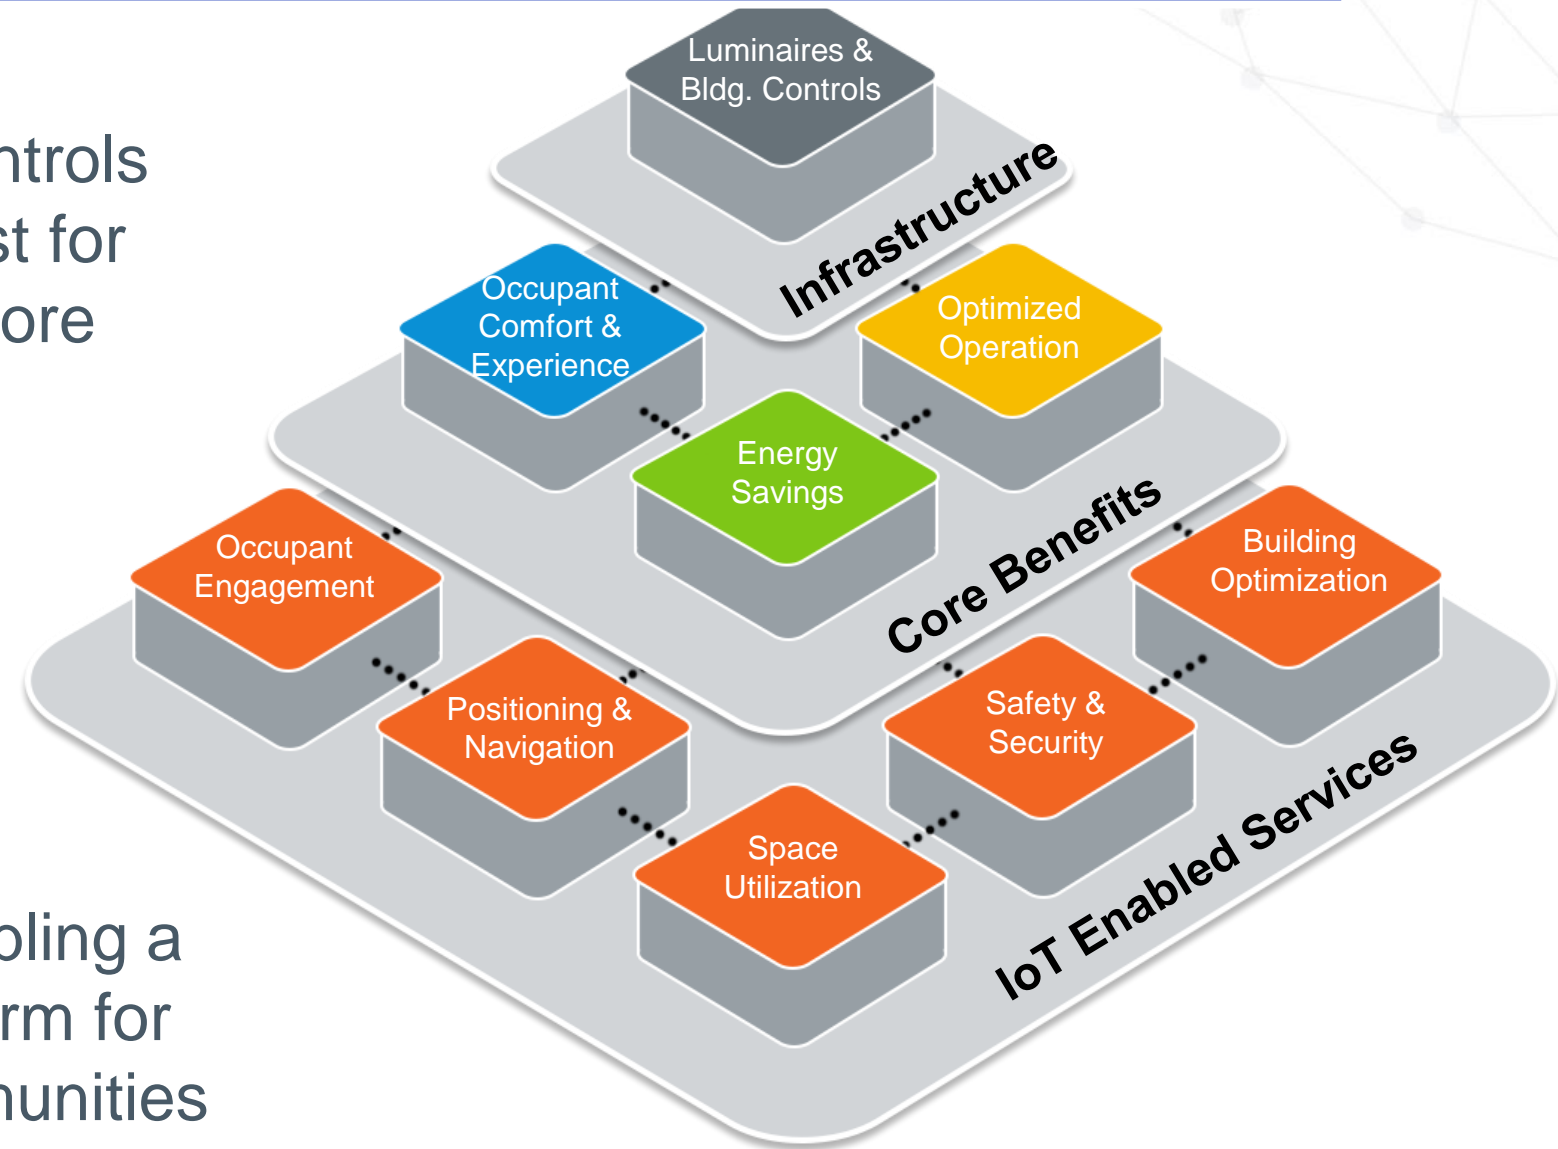 Luminaires &
Bldg. Controls
ntrols
st for
ore
Infrastructure
Occupant
Comfort &
Experience
Optimized
Operation
Energy
Savings
Core Benefits
Occupant
Engagement
Building
Optimization
Positioning &
Navigation
Safety &
Security
Space
Utilization
IoT Enabled Services
bling a
rm for
nunities